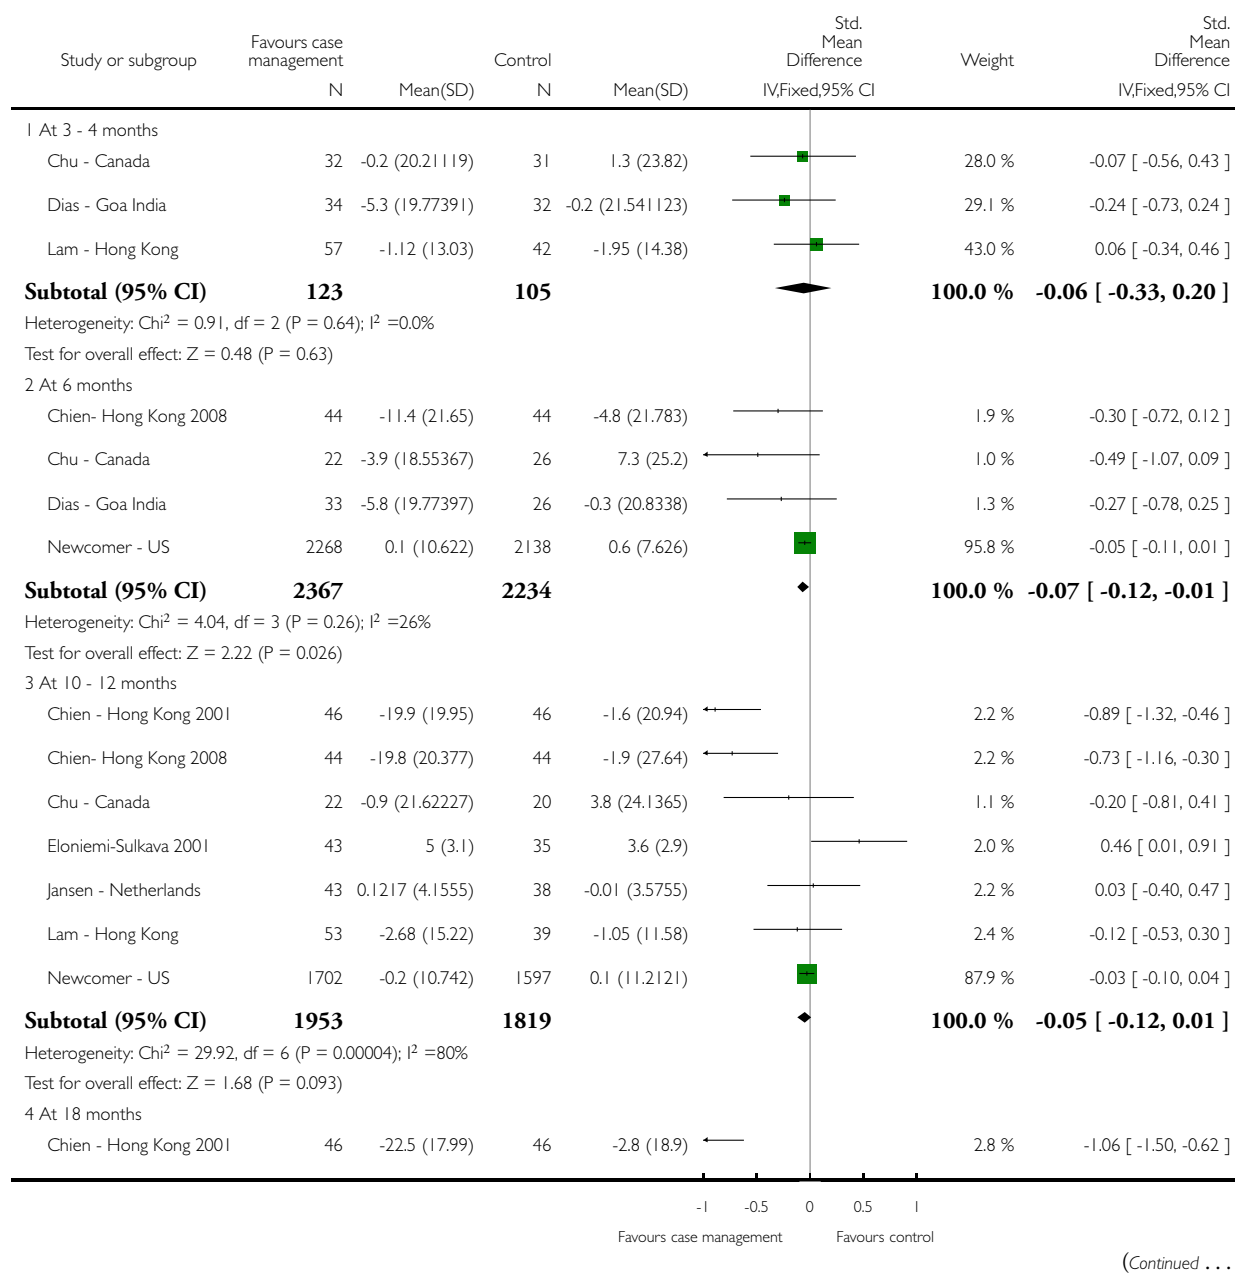 Study or subgroup Favours case management Control Std. Mean Difference Weight Std. Mean Difference
N Mean(SD) N Mean(SD) IV,Fixed,95% CI IV,Fixed,95% CI
1 At 3 - 4 months
Chu - Canada 32 -0.2 (20.21119) 31 1.3 (23.82) 28.0 % -0.07 [ -0.56, 0.43 ]
Dias - Goa India 34 -5.3 (19.77391) 32 -0.2 (21.541123) 29.1 % -0.24 [ -0.73, 0.24 ]
Lam - Hong Kong 57 -1.12 (13.03) 42 -1.95 (14.38) 43.0 % 0.06 [ -0.34, 0.46 ]
Subtotal (95% CI) 123 105 100.0 % -0.06 [ -0.33, 0.20 ]
Heterogeneity: Chi² = 0.91, df = 2 (P = 0.64); I² =0.0%
Test for overall effect: Z = 0.48 (P = 0.63)
2 At 6 months
Chien- Hong Kong 2008 44 -11.4 (21.65) 44 -4.8 (21.783) 1.9 % -0.30 [ -0.72, 0.12 ]
Chu - Canada 22 -3.9 (18.55367) 26 7.3 (25.2) 1.0 % -0.49 [ -1.07, 0.09 ]
Dias - Goa India 33 -5.8 (19.77397) 26 -0.3 (20.8338) 1.3 % -0.27 [ -0.78, 0.25 ]
Newcomer - US 2268 0.1 (10.622) 2138 0.6 (7.626) 95.8 % -0.05 [ -0.11, 0.01 ]
Subtotal (95% CI) 2367 2234 100.0 % -0.07 [ -0.12, -0.01 ]
Heterogeneity: Chi² = 4.04, df = 3 (P = 0.26); I² =26%
Test for overall effect: Z = 2.22 (P = 0.026)
3 At 10 - 12 months
Chien - Hong Kong 2001 46 -19.9 (19.95) 46 -1.6 (20.94) 2.2 % -0.89 [ -1.32, -0.46 ]
Chien- Hong Kong 2008 44 -19.8 (20.377) 44 -1.9 (27.64) 2.2 % -0.73 [ -1.16, -0.30 ]
Chu - Canada 22 -0.9 (21.62227) 20 3.8 (24.1365) 1.1 % -0.20 [ -0.81, 0.41 ]
Eloniemi-Sulkava 2001 43 5 (3.1) 35 3.6 (2.9) 2.0 % 0.46 [ 0.01, 0.91 ]
Jansen - Netherlands 43 0.1217 (4.1555) 38 -0.01 (3.5755) 2.2 % 0.03 [ -0.40, 0.47 ]
Lam - Hong Kong 53 -2.68 (15.22) 39 -1.05 (11.58) 2.4 % -0.12 [ -0.53, 0.30 ]
Newcomer - US 1702 -0.2 (10.742) 1597 0.1 (11.2121) 87.9 % -0.03 [ -0.10, 0.04 ]
Subtotal (95% CI) 1953 1819 100.0 % -0.05 [ -0.12, 0.01 ]
Heterogeneity: Chi² = 29.92, df = 6 (P = 0.00004); I² =80%
Test for overall effect: Z = 1.68 (P = 0.093)
4 At 18 months
Chien - Hong Kong 2001 46 -22.5 (17.99) 46 -2.8 (18.9) 2.8 % -1.06 [ -1.50, -0.62 ]
-1 -0.5 0 0.5 1
Favours case management Favours control
(Continued . . .